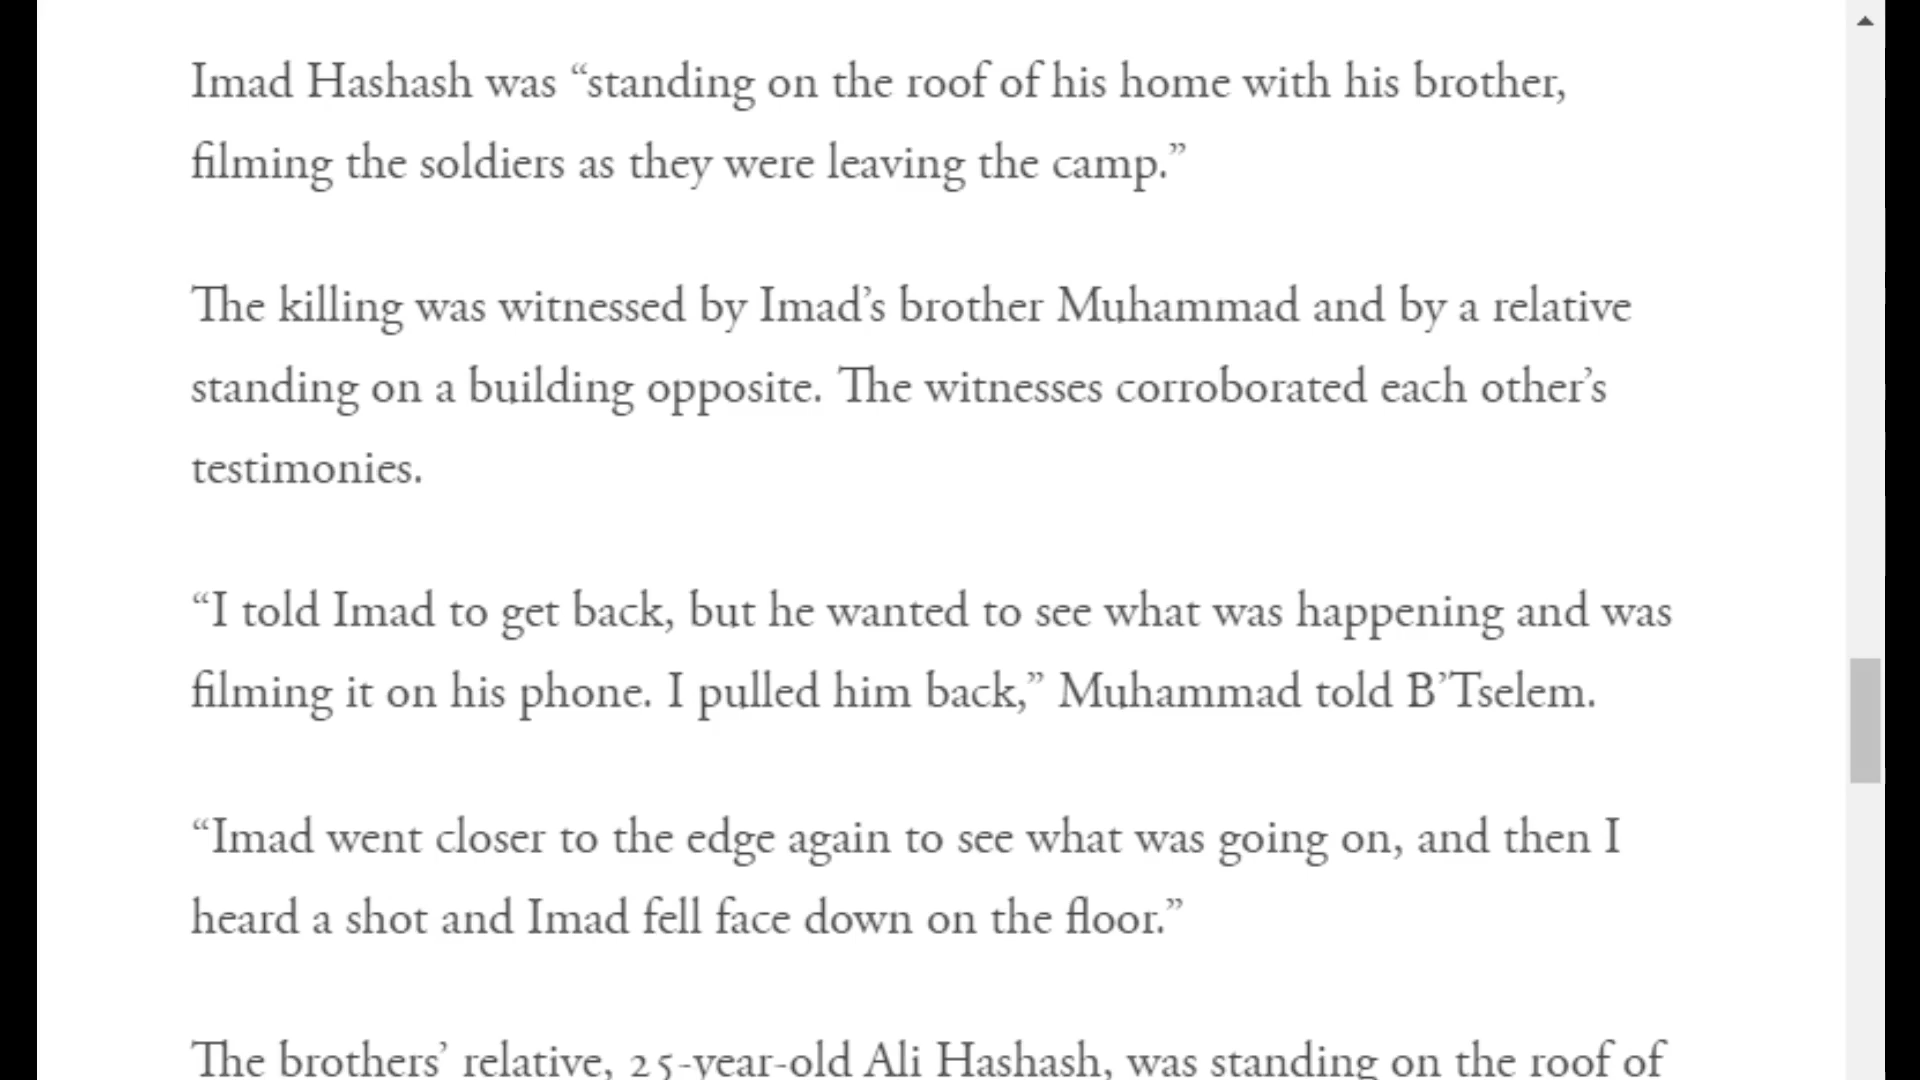 Imad Hashash was “standing on the roof of his home with his brother,
filming the soldiers as they were leaving the camp.”
The killing was witnessed by Imad’s brother Muhammad and by a relative
standing on a building opposite. The witnesses corroborated each other’s
testimonies.
“I told Imad to get back, but he wanted to see what was happening and was
filming it on his phone. I pulled him back,” Muhammad told B’Tselem.
“Imad went closer to the edge again to see what was going on, and then I
heard a shot and Imad fell face down on the floor.”
The brothers’ relative, 25-year-old Ali Hashash, was standing on the roof of